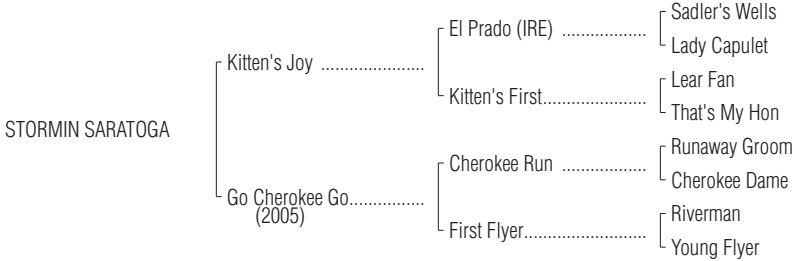 Sadler's Wells
El Prado (IRE) ..................
Lady Capulet
Kitten's Joy ......................
Lear Fan
Kitten's First......................
That's My Hon
STORMIN SARATOGA
Runaway Groom
Cherokee Run ..................
Cherokee Dame
Go Cherokee Go................
(2005)
Riverman
First Flyer..........................
Young Flyer